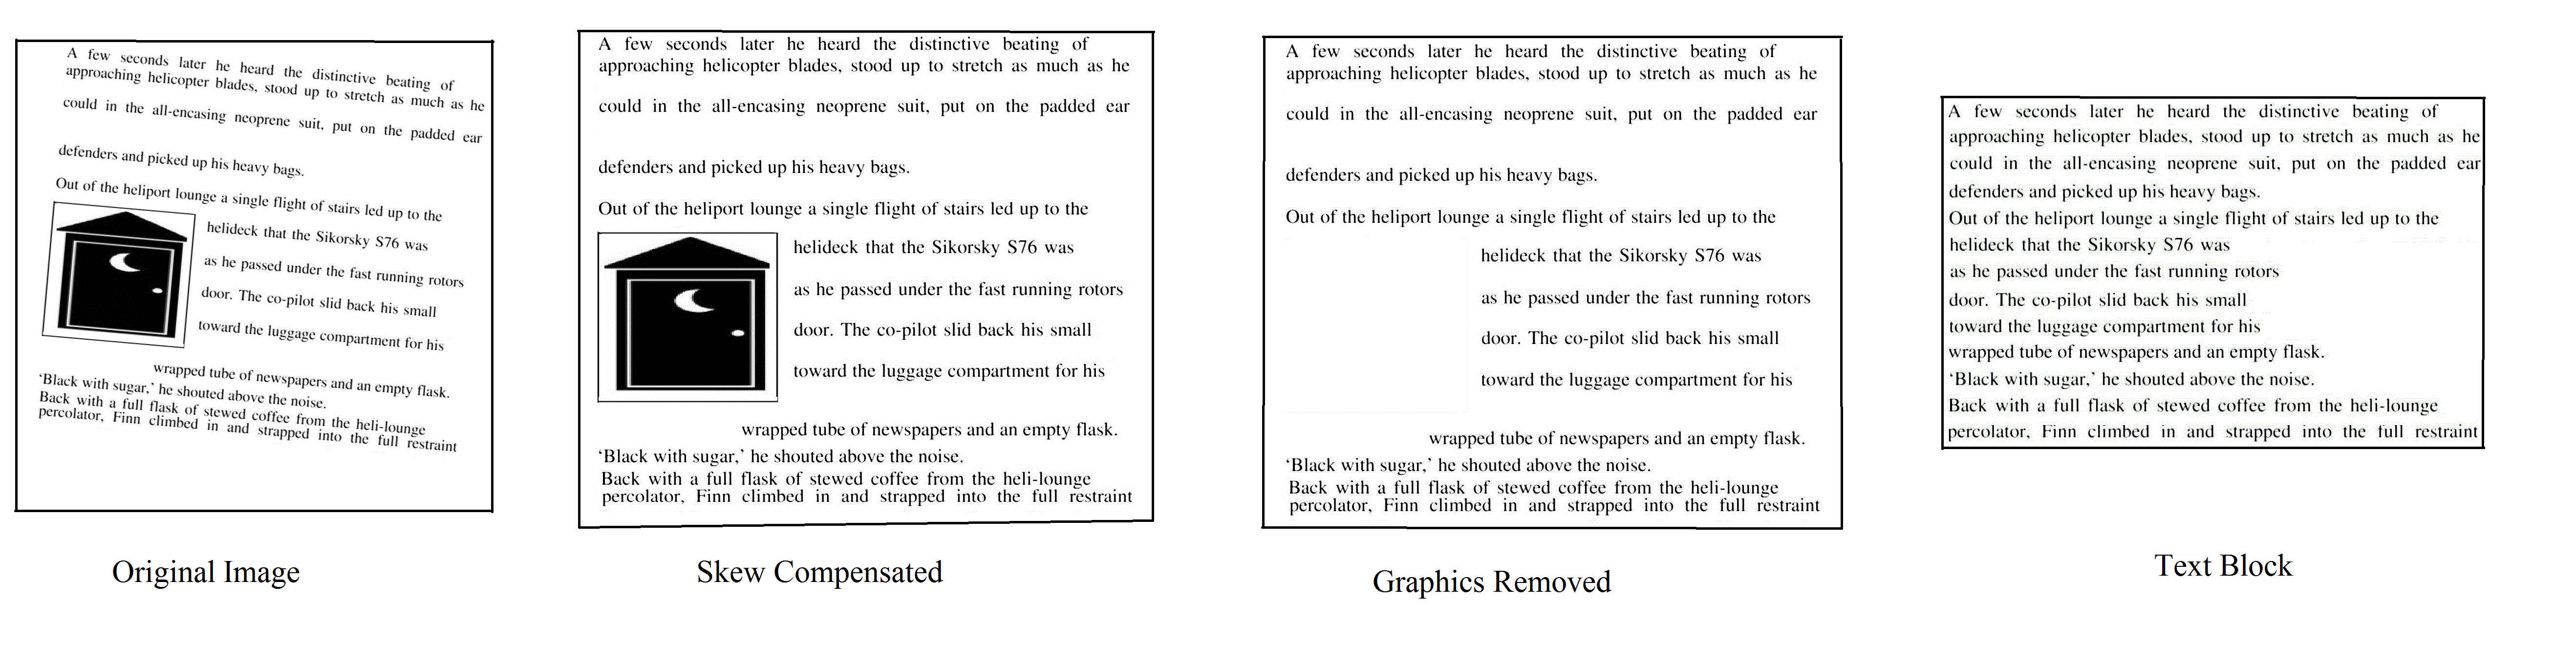 A few seconds later he heard the distinctive beating of
approaching helicopter blades, stood up to stretch as much as he
could in the all-encasing neoprene suit, put on the padded ear
defenders and picked up his heavy bags.
Out of the heliport lounge a single flight of stairs led up to the
helideck that the Sikorsky S76 was
as he passed under the fast running rotors
door. The co-pilot slid back his small
toward the luggage compartment for his
wrapped tube of newspapers and an empty flask.
‘Black with sugar,’ he shouted above the noise.
Back with a full flask of stewed coffee from the heli-lounge
percolator, Finn climbed in and strapped into the full restraint
Original Image
A few seconds later he heard the distinctive beating of
approaching helicopter blades, stood up to stretch as much as he
could in the all-encasing neoprene suit, put on the padded ear
defenders and picked up his heavy bags.
Out of the heliport lounge a single flight of stairs led up to the
helideck that the Sikorsky S76 was
as he passed under the fast running rotors
door. The co-pilot slid back his small
toward the luggage compartment for his
wrapped tube of newspapers and an empty flask.
‘Black with sugar,’ he shouted above the noise.
Back with a full flask of stewed coffee from the heli-lounge
percolator, Finn climbed in and strapped into the full restraint
Skew Compensated
A few seconds later he heard the distinctive beating of
approaching helicopter blades, stood up to stretch as much as he
could in the all-encasing neoprene suit, put on the padded ear
defenders and picked up his heavy bags.
Out of the heliport lounge a single flight of stairs led up to the
helideck that the Sikorsky S76 was
as he passed under the fast running rotors
door. The co-pilot slid back his small
toward the luggage compartment for his
wrapped tube of newspapers and an empty flask.
‘Black with sugar,’ he shouted above the noise.
Back with a full flask of stewed coffee from the heli-lounge
percolator, Finn climbed in and strapped into the full restraint
Graphics Removed
A few seconds later he heard the distinctive beating of
approaching helicopter blades, stood up to stretch as much as he
could in the all-encasing neoprene suit, put on the padded ear
defenders and picked up his heavy bags.
Out of the heliport lounge a single flight of stairs led up to the
helideck that the Sikorsky S76 was
as he passed under the fast running rotors
door. The co-pilot slid back his small
toward the luggage compartment for his
wrapped tube of newspapers and an empty flask.
‘Black with sugar,’ he shouted above the noise.
Back with a full flask of stewed coffee from the heli-lounge
percolator, Finn climbed in and strapped into the full restraint
Text Block